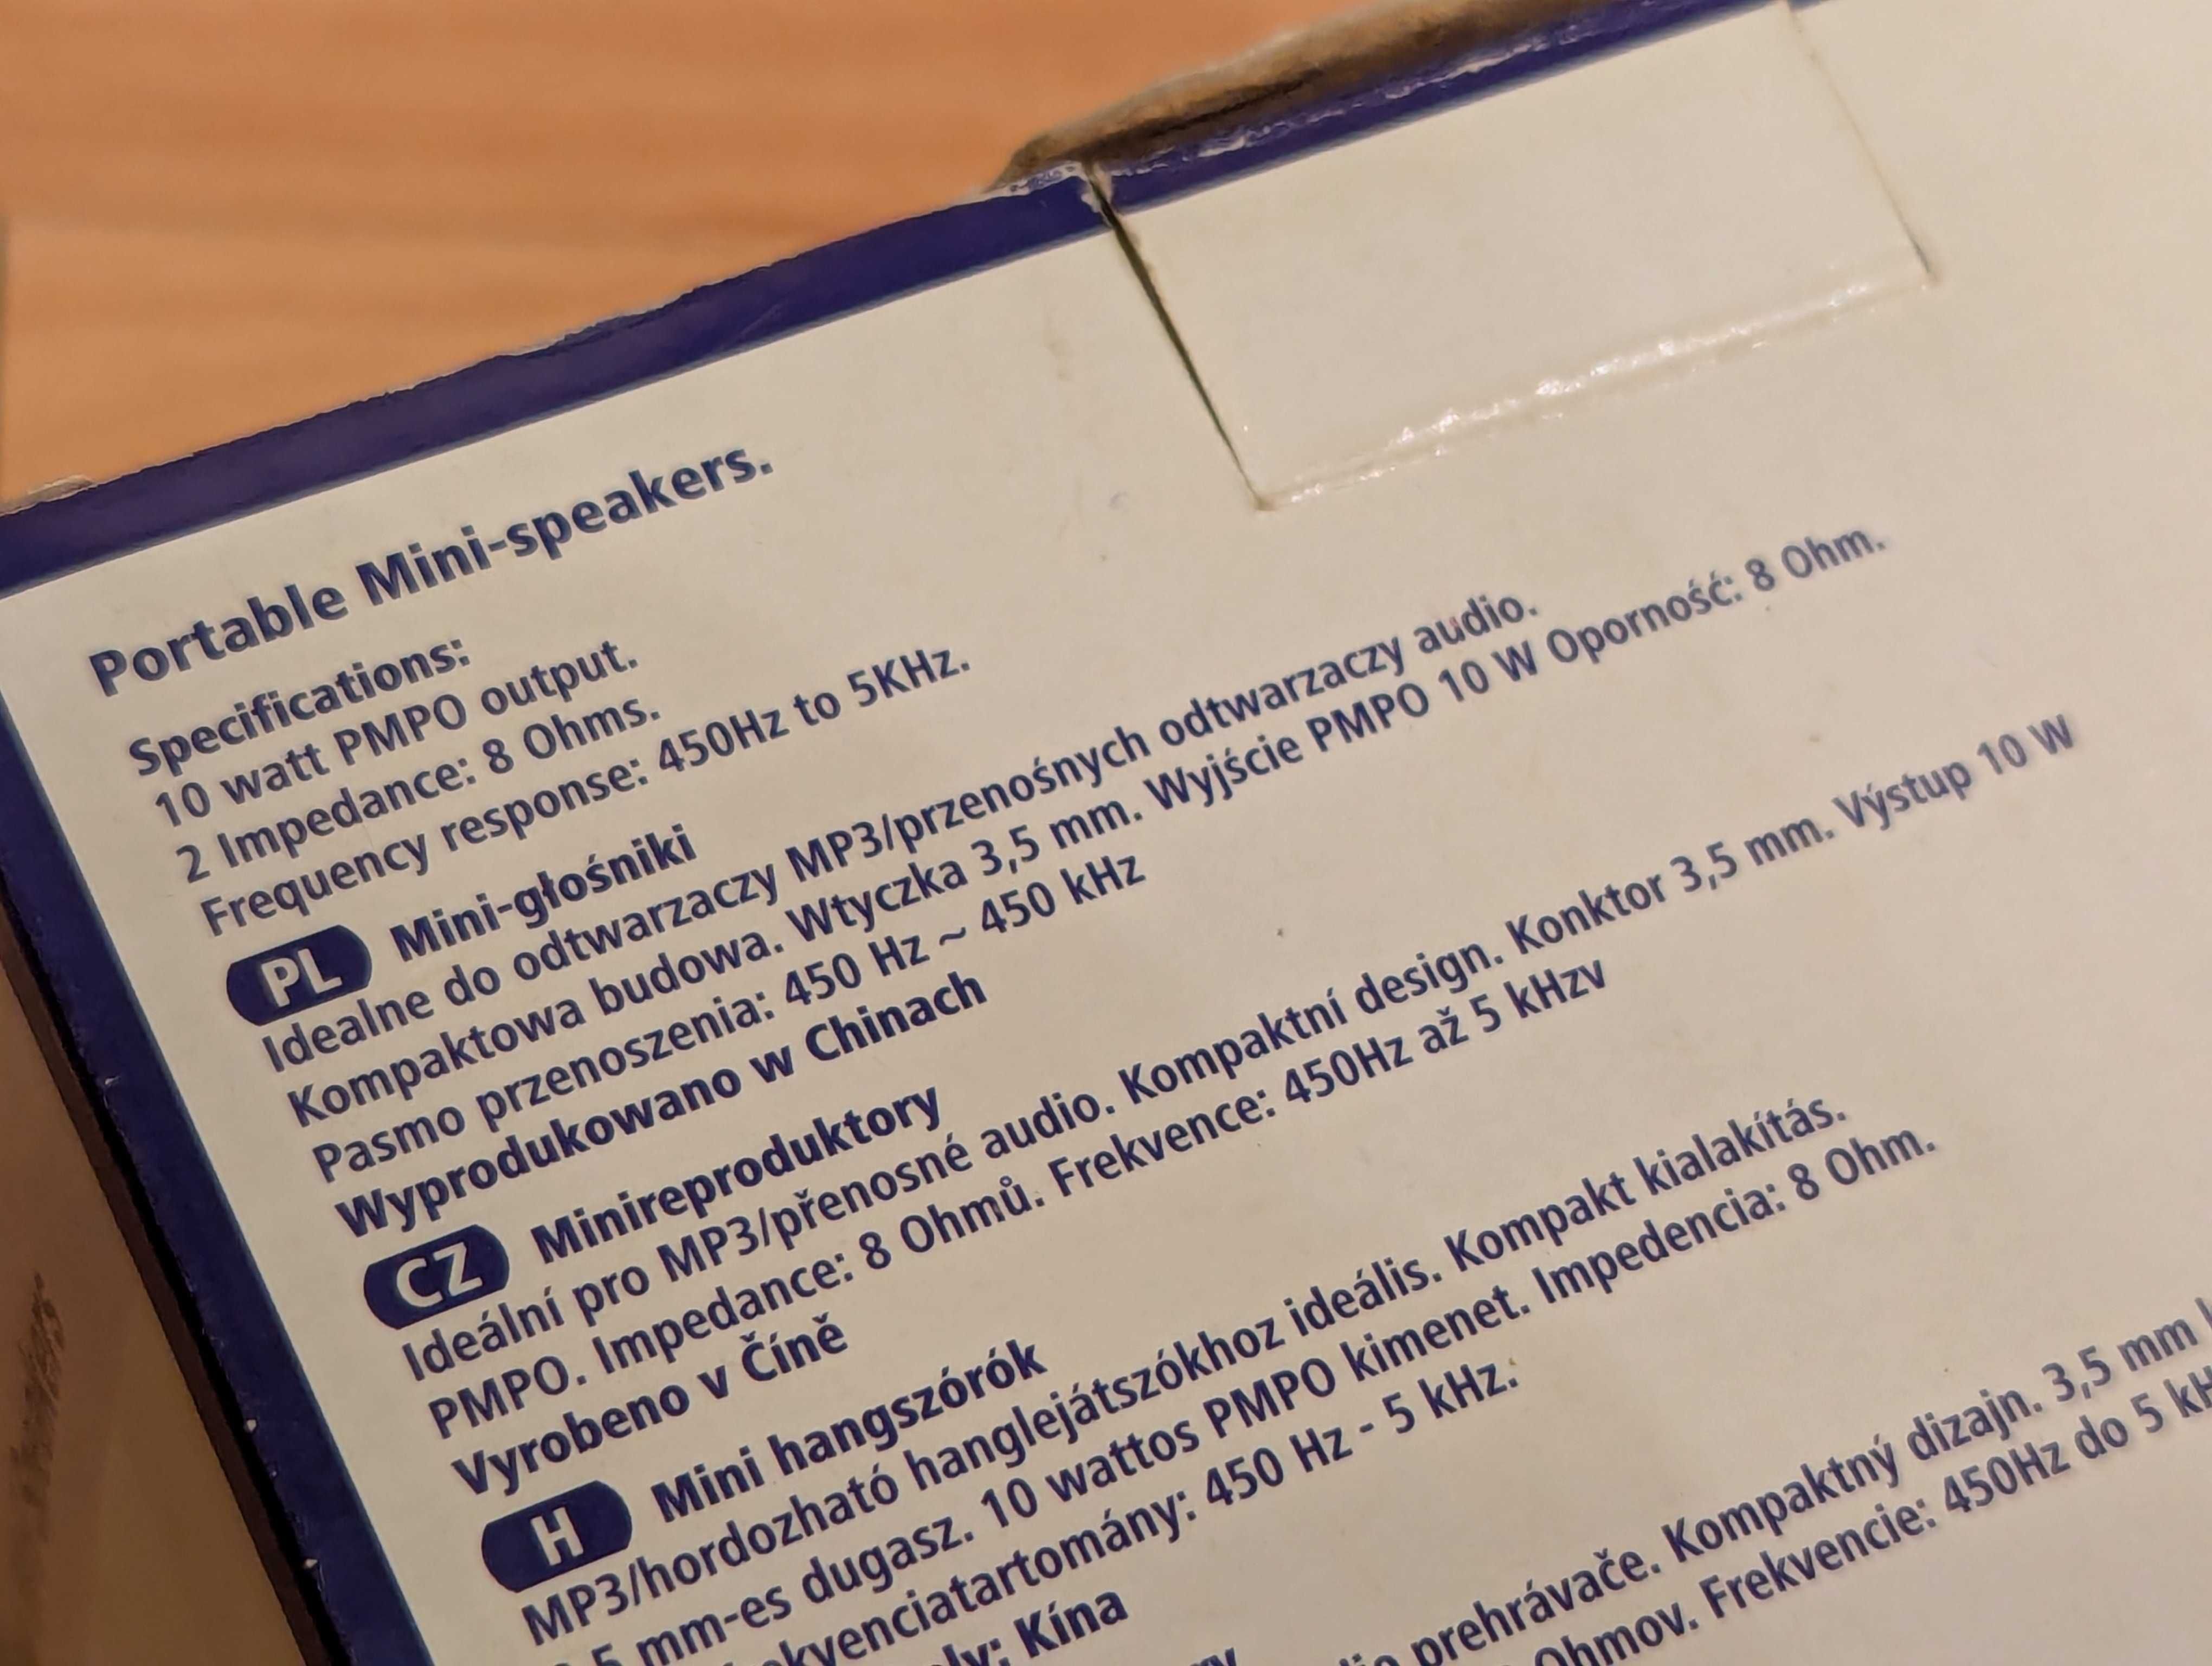 Portable Mini-speakers.
Specifications:
10 watt PMPO output.
2 Impedance: 8 Ohms.
Frequency response: 450Hz to 5KHz.
PL Mini-głośniki
Idealne do odtwarzaczy MP3/przenośnych odtwarzaczy audio.
Kompaktowa budowa. Wtyczka 3,5 mm. Wyjście PMPO 10 W Oporność: 8 Ohm.
Pasmo przenoszenia: 450 Hz ~ 450 kHz
Wyprodukowano w Chinach
CZ Minireproduktory
Ideální pro MP3/přenosné audio. Kompaktní design. Konktor 3,5 mm. Výstup 10 W
PMPO. Impedance: 8 Ohmů. Frekvence: 450Hz až 5 kHzv
Vyrobeno v Číně
H Mini hangszórók
MP3/hordozható hanglejátszókhoz ideális. Kompakt kialakítás.
5 mm-es dugasz. 10 wattos PMPO kimenet. Impedencia: 8 Ohm.
kvenciatartomány: 450 Hz - 5 kHz.
ly: Kína
prehrávače. Kompaktný dizajn. 3,5 mm
Ohmov. Frekvencie: 450Hz do 5 kH